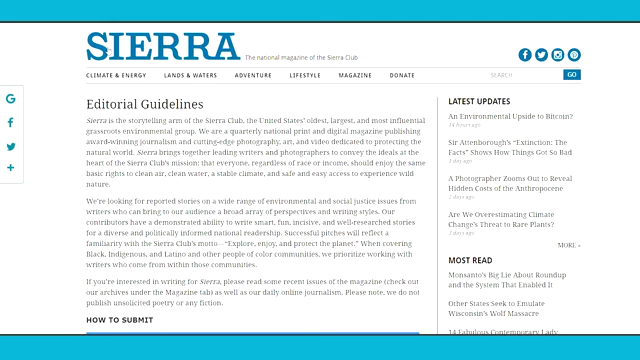 SIERRA
The national magazine of the Sierra Club
CLIMATE & ENERGY LANDS & WATERS ADVENTURE LIFESTYLE MAGAZINE DONATE
SEARCH GO
Editorial Guidelines
Sierra is the storytelling arm of the Sierra Club, the United States' oldest, largest, and most influential
grassroots environmental group. We are a quarterly national print and digital magazine publishing
award-winning journalism and cutting-edge photography, art, and video dedicated to protecting the
natural world. Sierra brings together leading writers and photographers to convey the ideals at the
heart of the Sierra Club's mission: that everyone, regardless of race or income, should enjoy the same
basic rights to clean air, clean water, a stable climate, and safe and easy access to experience wild
nature.
We're looking for reported stories on a wide range of environmental and social justice issues from
writers who can bring to our audience a broad array of perspectives and writing styles. Our
contributors have a demonstrated ability to write smart, fun, incisive, and well-researched stories
for a diverse and politically informed national readership. Successful pitches will reflect a
familiarity with the Sierra Club's motto—"Explore, enjoy, and protect the planet." When covering
Black, Indigenous, and Latino and other people of color communities, we prioritize working with
writers who come from within those communities.
If you're interested in writing for Sierra, please read some recent issues of the magazine (check out
our archives under the Magazine tab) as well as our daily online journalism. Please note, we do not
publish unsolicited poetry or any fiction.
HOW TO SUBMIT
LATEST UPDATES
An Environmental Upside to Bitcoin?
14 hours ago
Sir Attenborough's "Extinction: The
Facts" Shows How Things Got So Bad
1 day ago
A Photographer Zooms Out to Reveal
Hidden Costs of the Anthropocene
2 days ago
Are We Overestimating Climate
Change's Threat to Rare Plants?
3 days ago
MORE »
MOST READ
Monsanto's Big Lie About Roundup
and the System That Enabled It
Other States Seek to Emulate
Wisconsin's Wolf Massacre
14 Fabulous Contemporary Lady